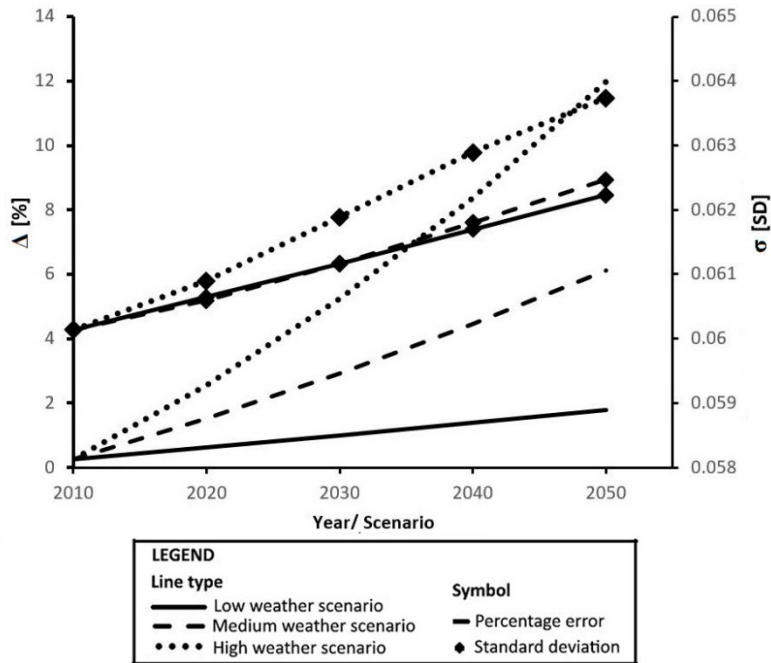 14
12
10
8
6
4
2
0
Δ [%]
0.065
0.064
0.063
0.062
0.061
0.06
0.059
0.058
σ [SD]
2010 2020 2030 2040 2050
Year/ Scenario
LEGEND
Line type
Low weather scenario
Medium weather scenario
High weather scenario
Symbol
Percentage error
Standard deviation